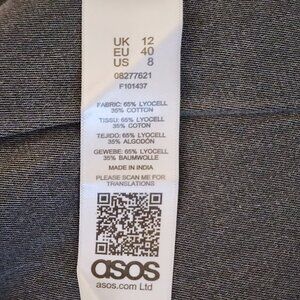 UK 12
EU 40
US 8
08277621
F101437
FABRIC: 65% LYOCELL
35% COTTON
TISSU: 65% LYOCELL
35% COTON
TEJIDO: 65% LYOCELL
35% ALGODÓN
GEWEBE: 65% LYOCELL
35% BAUMWOLLE
MADE IN INDIA
PLEASE SCAN ME FOR
TRANSLATIONS
asos
asos.com Ltd